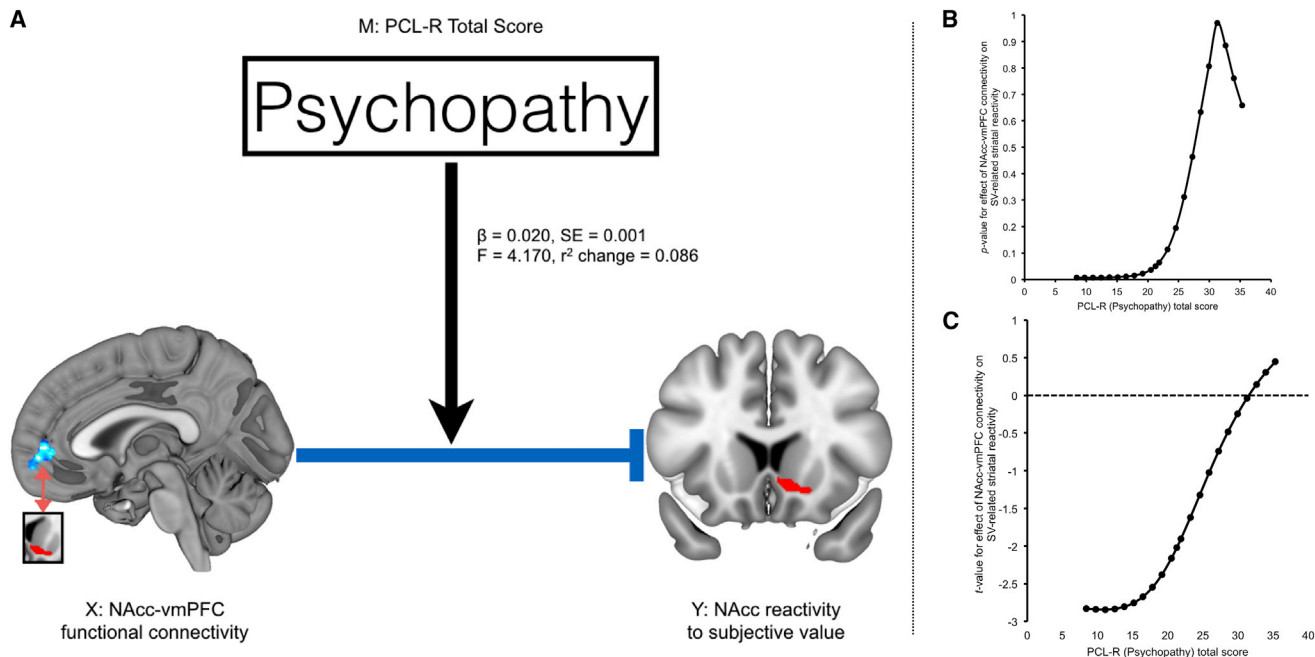 A
M: PCL-R Total Score
Psychopathy
β = 0.020, SE = 0.001
F = 4.170, r² change = 0.086
X: NAcc-vmPFC
functional connectivity
Y: NAcc reactivity
to subjective value
B
p-value for effect of NAcc-vmPFC connectivity on
SV-related striatal reactivity
1
0.9
0.8
0.7
0.6
0.5
0.4
0.3
0.2
0.1
0
0 5 10 15 20 25 30 35 40
PCL-R (Psychopathy) total score
C
t-value for effect of NAcc-vmPFC connectivity on
SV-related striatal reactivity
1
0.5
0
-0.5
-1
-1.5
-2
-2.5
-3
0 5 10 15 20 25 30 35 40
PCL-R (Psychopathy) total score